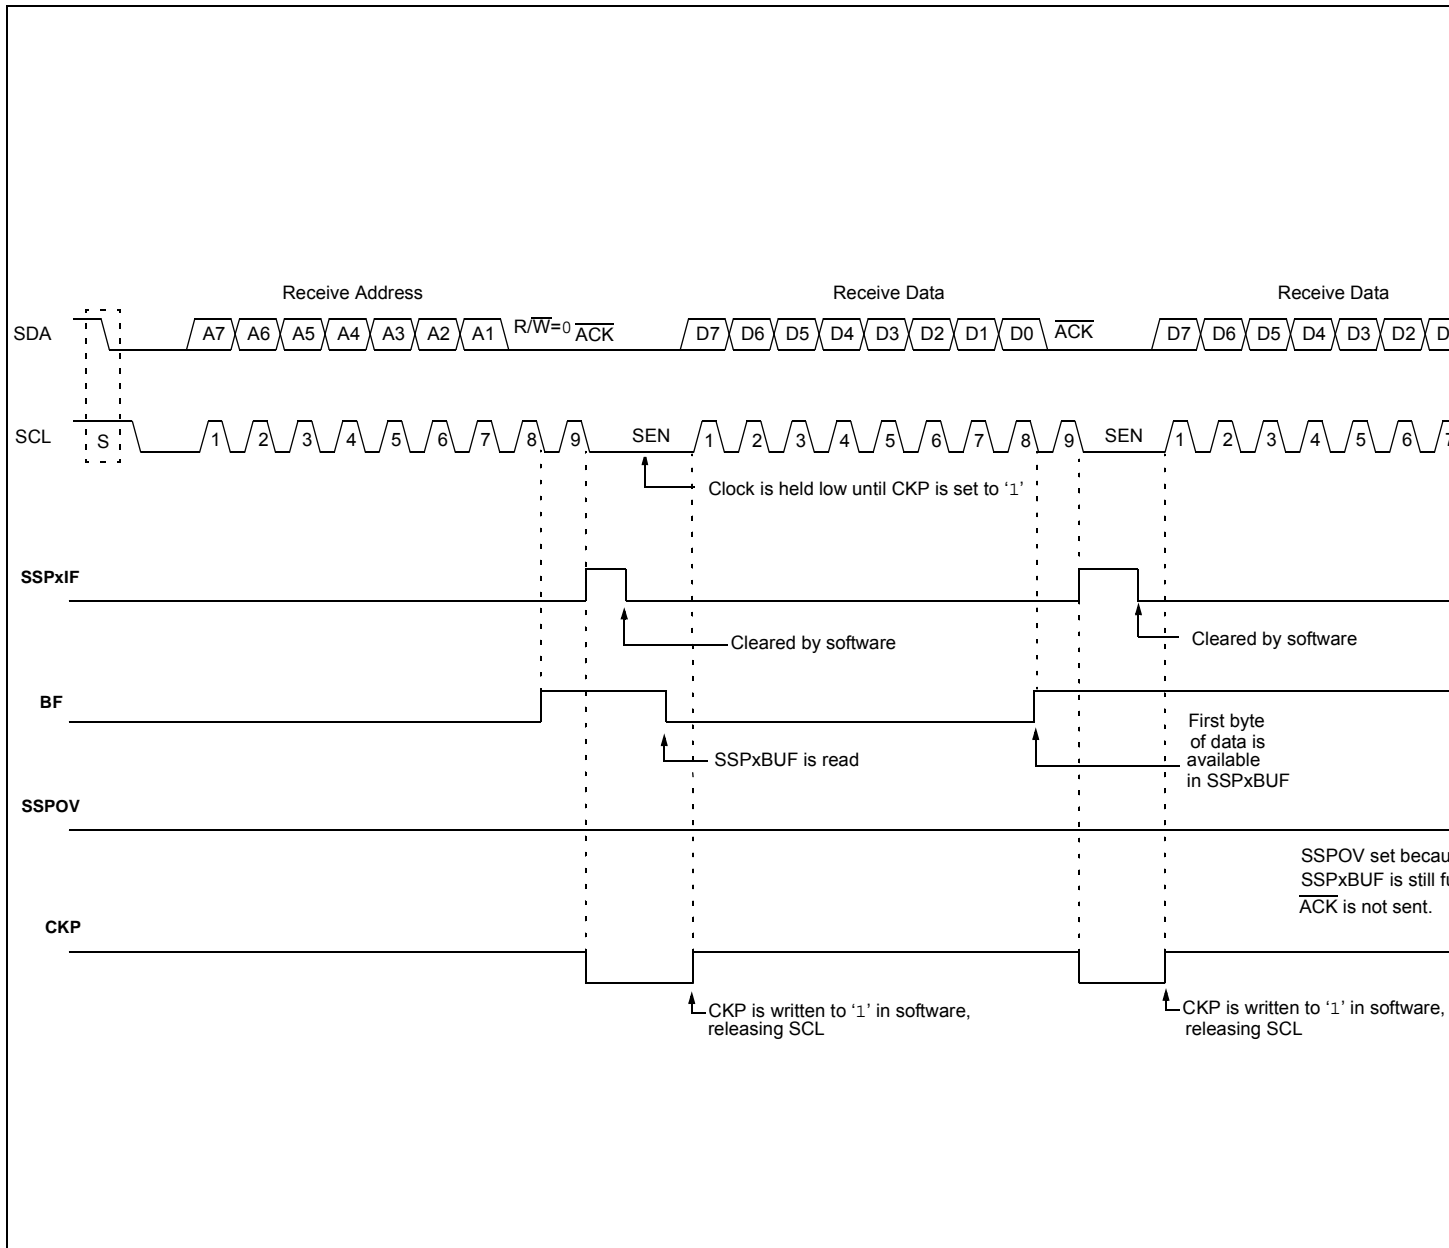 Receive Address Receive Data Receive Data
SDA A7 A6 A5 A4 A3 A2 A1 R/W=0 ACK D7 D6 D5 D4 D3 D2 D1 D0 ACK D7 D6 D5 D4 D3 D2
SCL S 1 2 3 4 5 6 7 8 9 SEN 1 2 3 4 5 6 7 8 9 SEN 1 2 3 4 5 6 7
Clock is held low until CKP is set to ‘1’
SSPxIF
Cleared by software Cleared by software
BF
SSPxBUF is read
First byte
of data is
available
in SSPxBUF
SSPOV
SSPOV set becau
SSPxBUF is still fu
ACK is not sent.
CKP
CKP is written to ‘1’ in software,
releasing SCL
CKP is written to ‘1’ in software,
releasing SCL